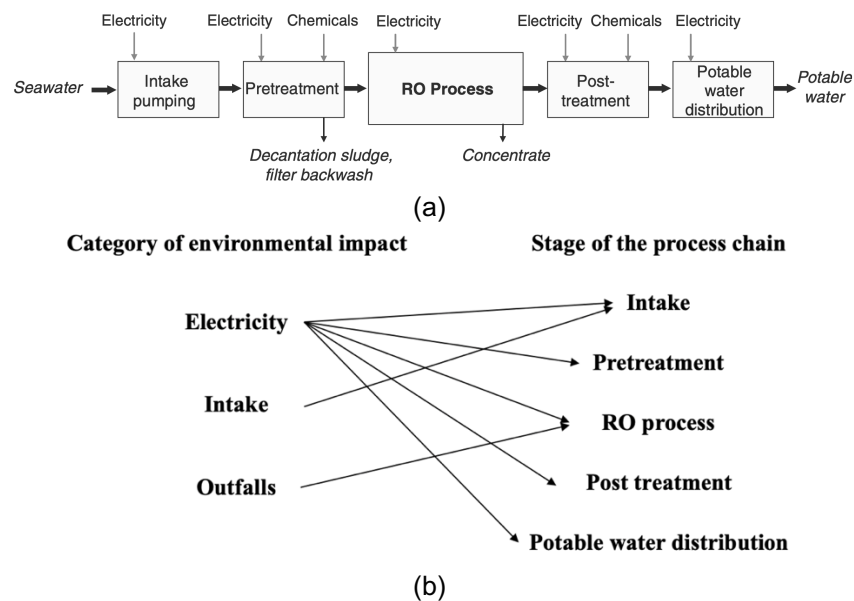 Electricity
Electricity
Chemicals
Electricity
Electricity
Chemicals
Electricity
Seawater
Intake
pumping
Pretreatment
RO Process
Post-
treatment
Potable
water
distribution
Potable
water
Decantation sludge,
filter backwash
Concentrate
(a)
Category of environmental impact
Stage of the process chain
Electricity
Intake
Outfalls
Intake
Pretreatment
RO process
Post treatment
Potable water distribution
(b)